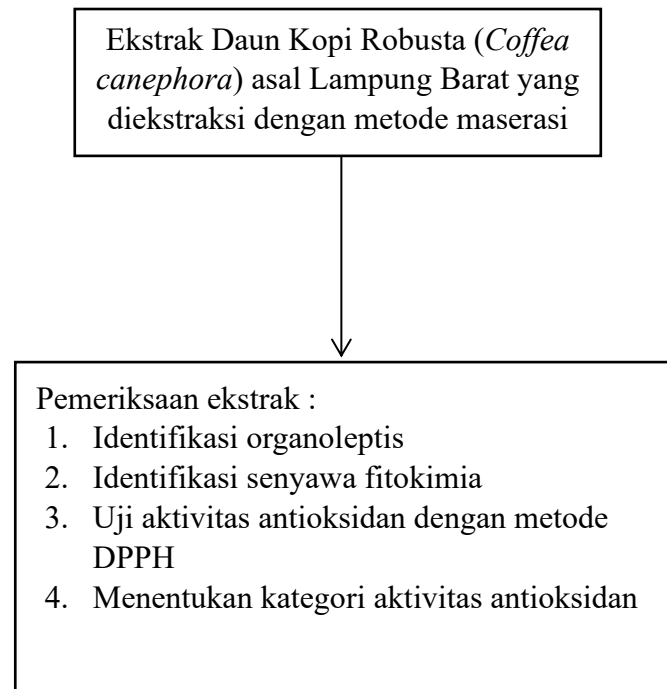 Ekstrak Daun Kopi Robusta (Coffea
canephora) asal Lampung Barat yang
diekstraksi dengan metode maserasi
Pemeriksaan ekstrak :
1. Identifikasi organoleptis
2. Identifikasi senyawa fitokimia
3. Uji aktivitas antioksidan dengan metode
DPPH
4. Menentukan kategori aktivitas antioksidan